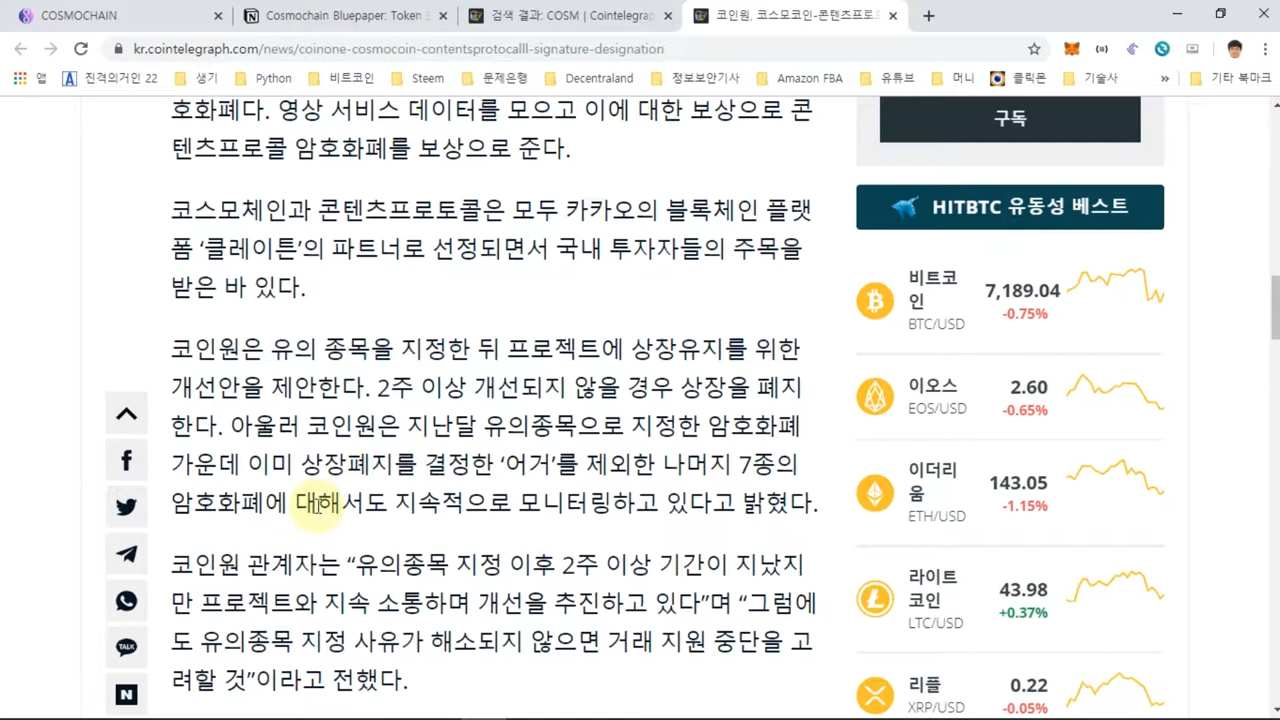 COSMOCHAIN
Cosmochain Bluepaper: Token E
검색 결과: COSM | Cointelegrap
코인원, 코스모코인-콘텐츠프로토
kr.cointelegraph.com/news/coinone-cosmocoin-contentsprotocalll-signature-designation
앱 진격의거인 22 생기 Python 비트코인 Steem 문제은행 Decentraland 정보보안기사 Amazon FBA 유튜브 머니 클릭몬 기술사 » 기타 북마크
호화폐다. 영상 서비스 데이터를 모으고 이에 대한 보상으로 콘
텐츠프로콜 암호화폐를 보상으로 준다.
코스모체인과 콘텐츠프로토콜은 모두 카카오의 블록체인 플랫
폼 ‘클레이튼’의 파트너로 선정되면서 국내 투자자들의 주목을
받은 바 있다.
코인원은 유의 종목을 지정한 뒤 프로젝트에 상장유지를 위한
개선안을 제안한다. 2주 이상 개선되지 않을 경우 상장을 폐지
한다. 아울러 코인원은 지난달 유의종목으로 지정한 암호화폐
가운데 이미 상장폐지를 결정한 ‘어거’를 제외한 나머지 7종의
암호화폐에 대해서도 지속적으로 모니터링하고 있다고 밝혔다.
코인원 관계자는 “유의종목 지정 이후 2주 이상 기간이 지났지
만 프로젝트와 지속 소통하며 개선을 추진하고 있다”며 “그럼에
도 유의종목 지정 사유가 해소되지 않으면 거래 지원 중단을 고
려할 것”이라고 전했다.
TALK
N
구독
HITBTC 유동성 베스트
비트코
인
BTC/USD
7,189.04
-0.75%
이오스
EOS/USD
2.60
-0.65%
이더리
움
ETH/USD
143.05
-1.15%
라이트
코인
LTC/USD
43.98
+0.37%
리플
XRP/USD
0.22
-0.05%